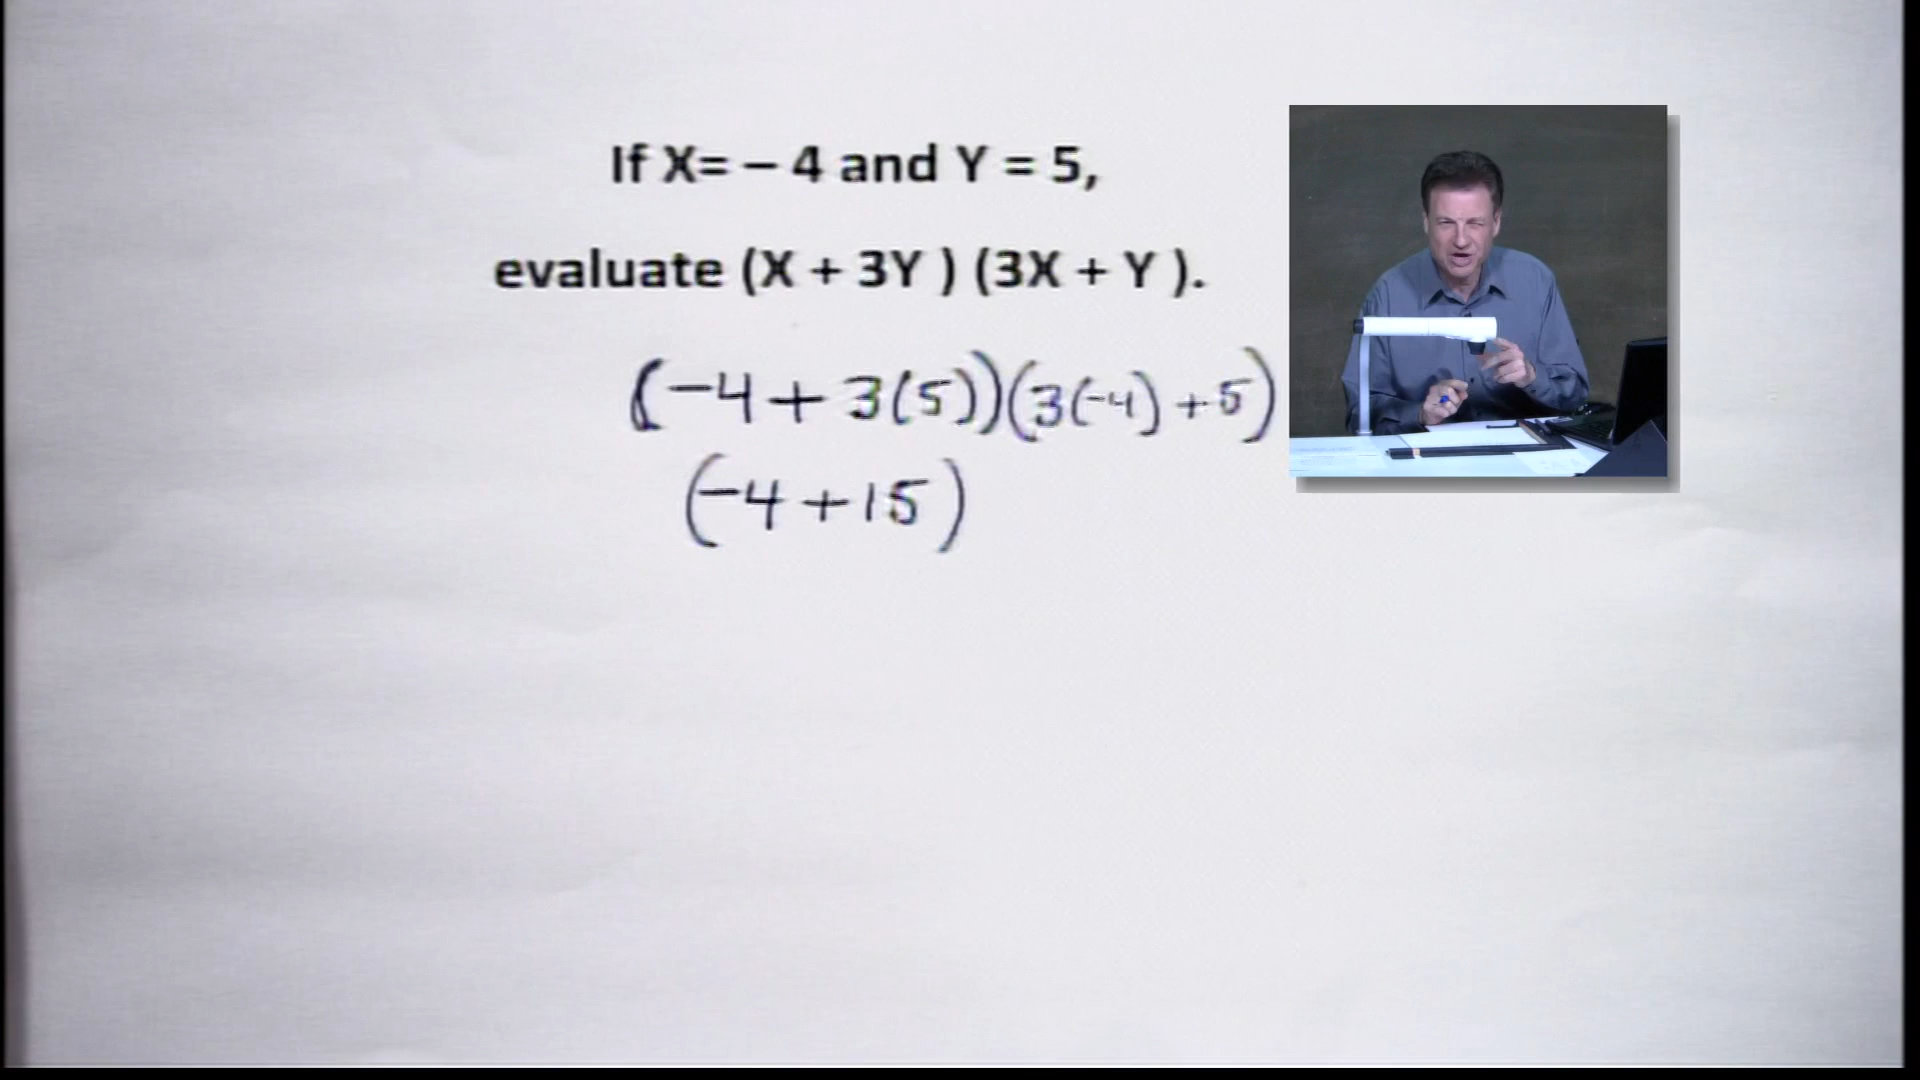 If X= – 4 and Y = 5,
evaluate (X + 3Y ) (3X + Y ).
(-4 + 3(5))(3(-4) + 5)
(-4 + 15)